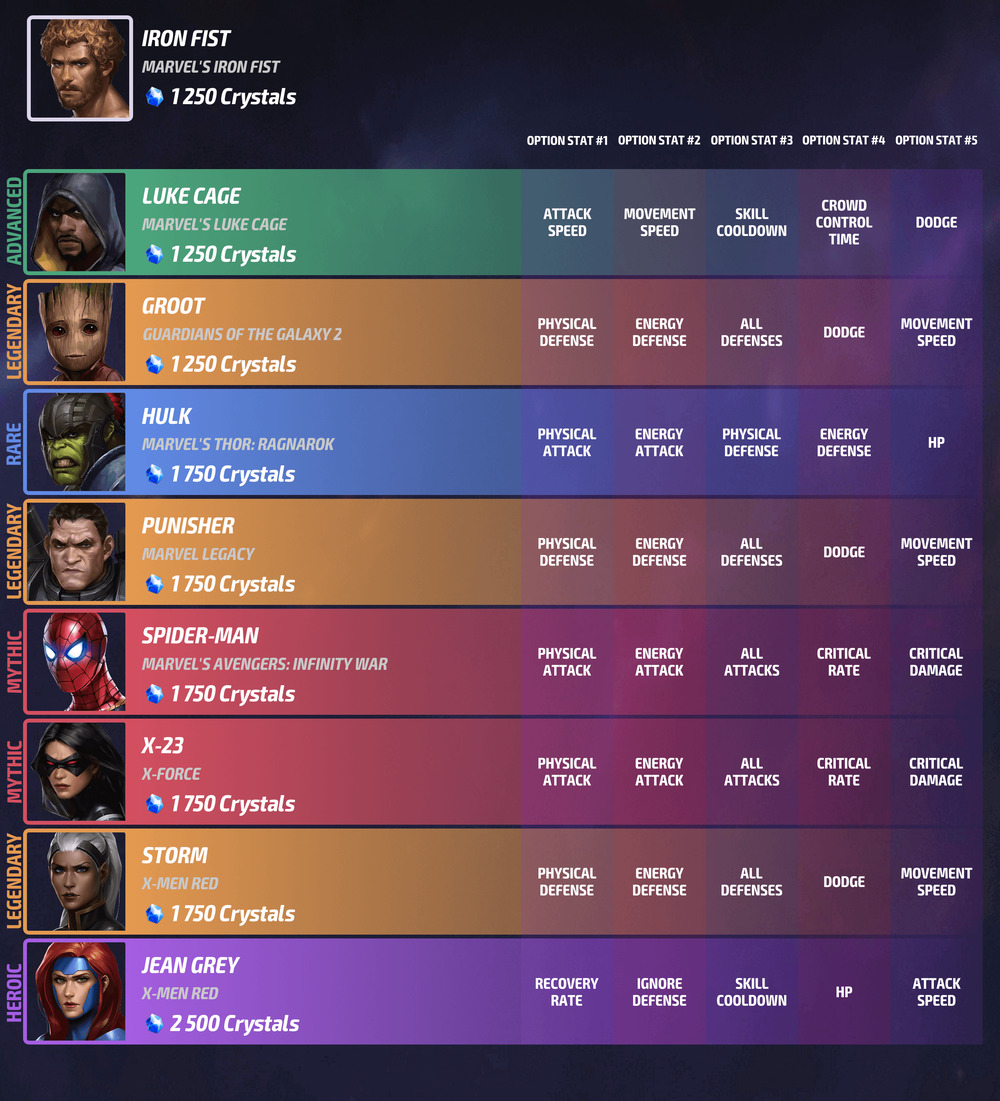 IRON FIST
MARVEL'S IRON FIST
1 250 Crystals
OPTION STAT #1 OPTION STAT #2 OPTION STAT #3 OPTION STAT #4 OPTION STAT #5
ADVANCED
LUKE CAGE
MARVEL'S LUKE CAGE
1 250 Crystals
ATTACK
SPEED
MOVEMENT
SPEED
SKILL
COOLDOWN
CROWD
CONTROL
TIME
DODGE
LEGENDARY
GROOT
GUARDIANS OF THE GALAXY 2
1 250 Crystals
PHYSICAL
DEFENSE
ENERGY
DEFENSE
ALL
DEFENSES
DODGE
MOVEMENT
SPEED
RARE
HULK
MARVEL'S THOR: RAGNAROK
1 750 Crystals
PHYSICAL
ATTACK
ENERGY
ATTACK
PHYSICAL
DEFENSE
ENERGY
DEFENSE
HP
LEGENDARY
PUNISHER
MARVEL LEGACY
1 750 Crystals
PHYSICAL
DEFENSE
ENERGY
DEFENSE
ALL
DEFENSES
DODGE
MOVEMENT
SPEED
MYTHIC
SPIDER-MAN
MARVEL'S AVENGERS: INFINITY WAR
1 750 Crystals
PHYSICAL
ATTACK
ENERGY
ATTACK
ALL
ATTACKS
CRITICAL
RATE
CRITICAL
DAMAGE
MYTHIC
X-23
X-FORCE
1 750 Crystals
PHYSICAL
ATTACK
ENERGY
ATTACK
ALL
ATTACKS
CRITICAL
RATE
CRITICAL
DAMAGE
LEGENDARY
STORM
X-MEN RED
1 750 Crystals
PHYSICAL
DEFENSE
ENERGY
DEFENSE
ALL
DEFENSES
DODGE
MOVEMENT
SPEED
HEROIC
JEAN GREY
X-MEN RED
2 500 Crystals
RECOVERY
RATE
IGNORE
DEFENSE
SKILL
COOLDOWN
HP
ATTACK
SPEED